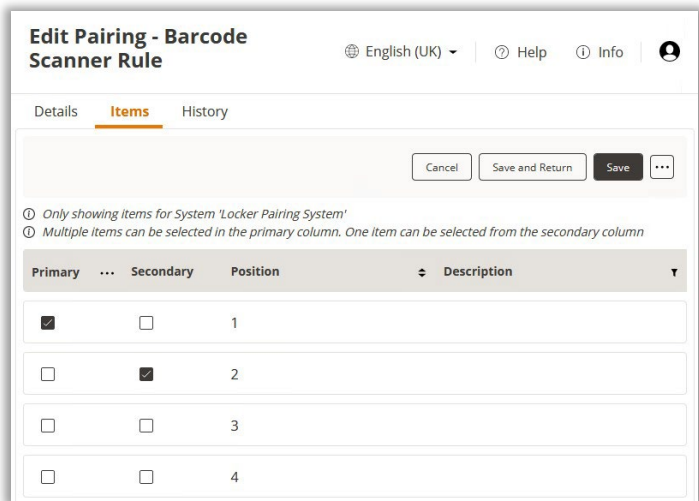 Edit Pairing - Barcode
Scanner Rule
English (UK)
Help
Info
Details
Items
History
Cancel
Save and Return
Save
Only showing items for System 'Locker Pairing System'
Multiple items can be selected in the primary column. One item can be selected from the secondary column
Primary ... Secondary Position Description
1
2
3
4